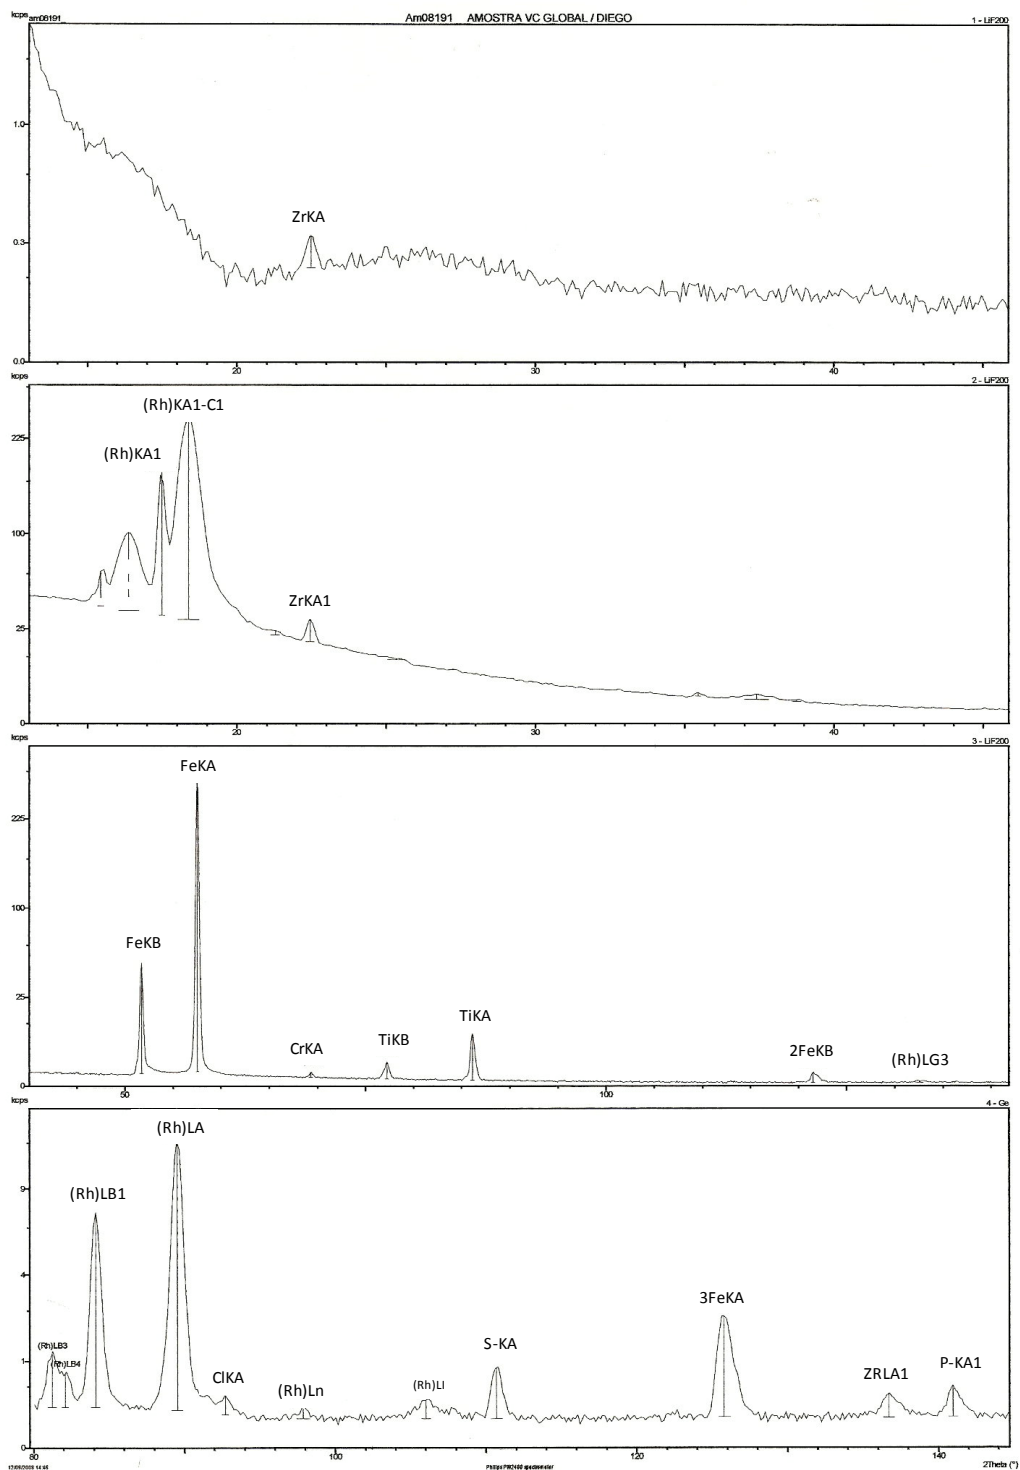 kcps am08191 Am08191 AMOSTRA VC GLOBAL / DIEGO 1 - LiF200
1.0
ZrKA
0.3
0.0
20 30 40
kcps 2 - LiF200
(Rh)KA1-C1
225
(Rh)KA1
100
ZrKA1
25
0
20 30 40
kcps 3 - LiF200
FeKA
225
100
FeKB
25
TiKA
TiKB
CrKA
2FeKB
(Rh)LG3
0
50 100
kcps 4 - Ge
(Rh)LA
(Rh)LB1
9
4
3FeKA
S-KA
(Rh)LB3
1
(Rh)LB4
ClKA
(Rh)Ln
(Rh)Ll
ZRLA1
P-KA1
0
80 100 120 140
Philips PW2400 spectrometer 2Theta (°)